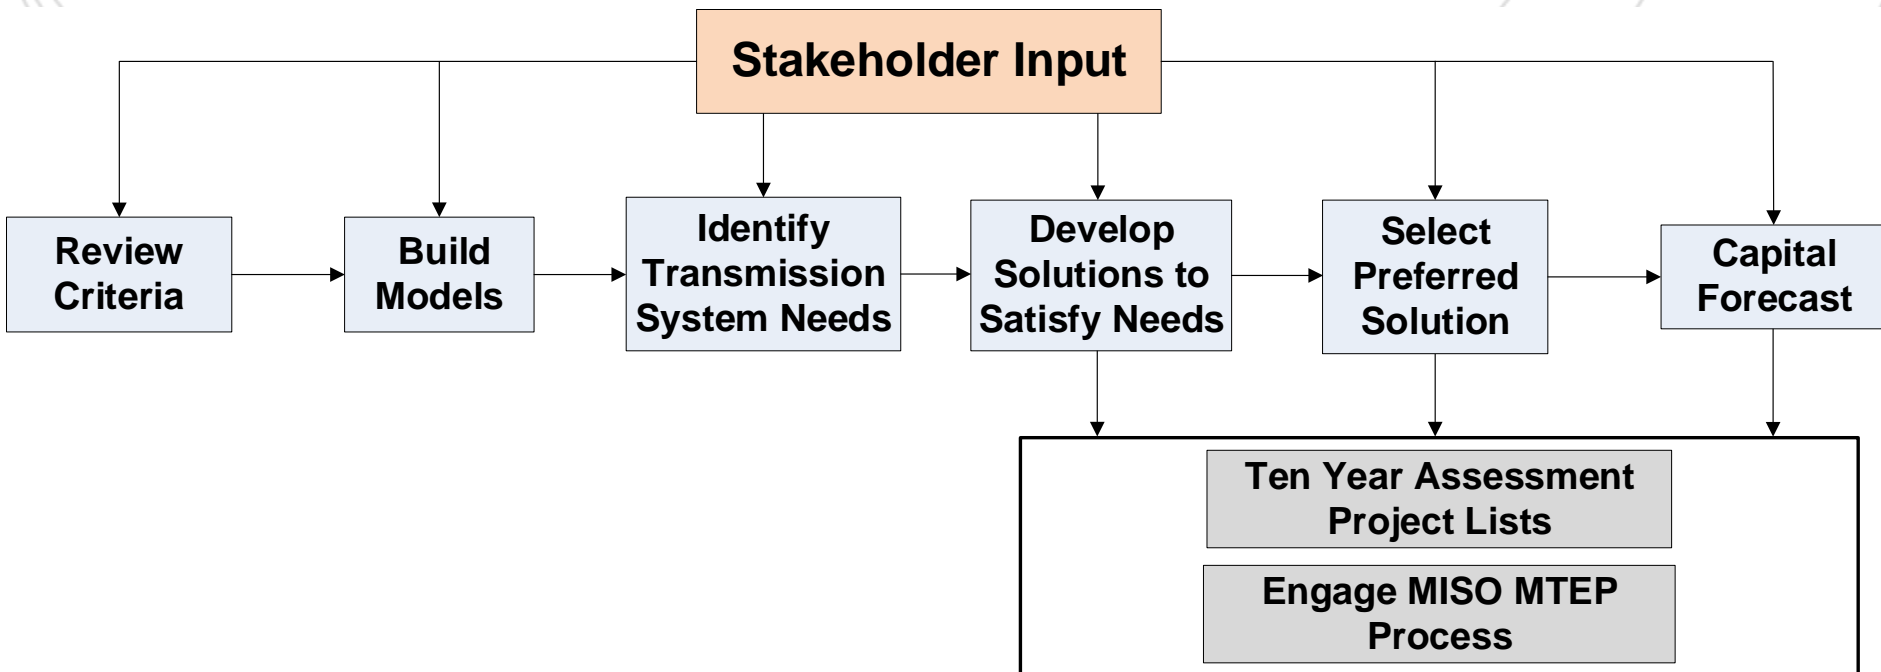 Stakeholder Input
Review
Criteria
Build
Models
Identify
Transmission
System Needs
Develop
Solutions to
Satisfy Needs
Select
Preferred
Solution
Capital
Forecast
Ten Year Assessment
Project Lists
Engage MISO MTEP
Process